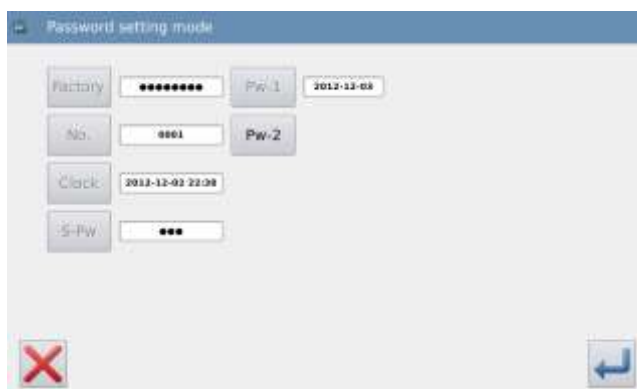 Password setting mode
Factory ●●●●●●●● Pw-1 2012-12-03
No. 0001 Pw-2
Clock 2012-12-02 22:38
S-Pw ●●●